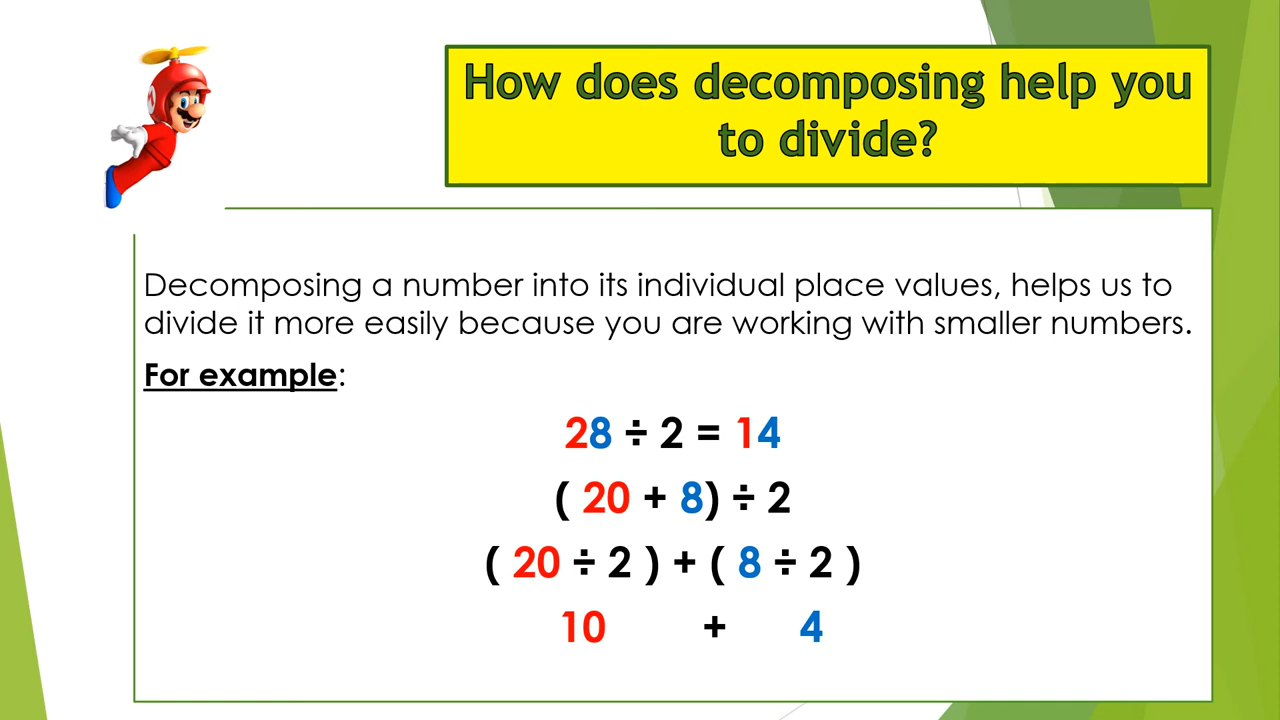 How does decomposing help you
to divide?
Decomposing a number into its individual place values, helps us to
divide it more easily because you are working with smaller numbers.
For example:
28 ÷ 2 = 14
( 20 + 8) ÷ 2
( 20 ÷ 2 ) + ( 8 ÷ 2 )
10 + 4